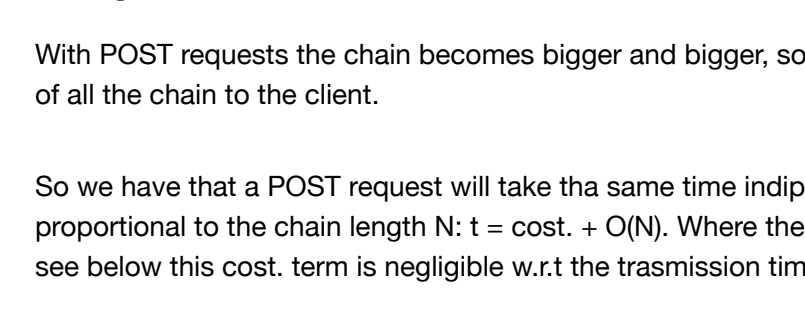 With POST requests the chain becomes bigger and bigger, so
of all the chain to the client.
So we have that a POST request will take tha same time indip
proportional to the chain length N: t = cost. + O(N). Where the
see below this cost. term is negligible w.r.t the trasmission tim